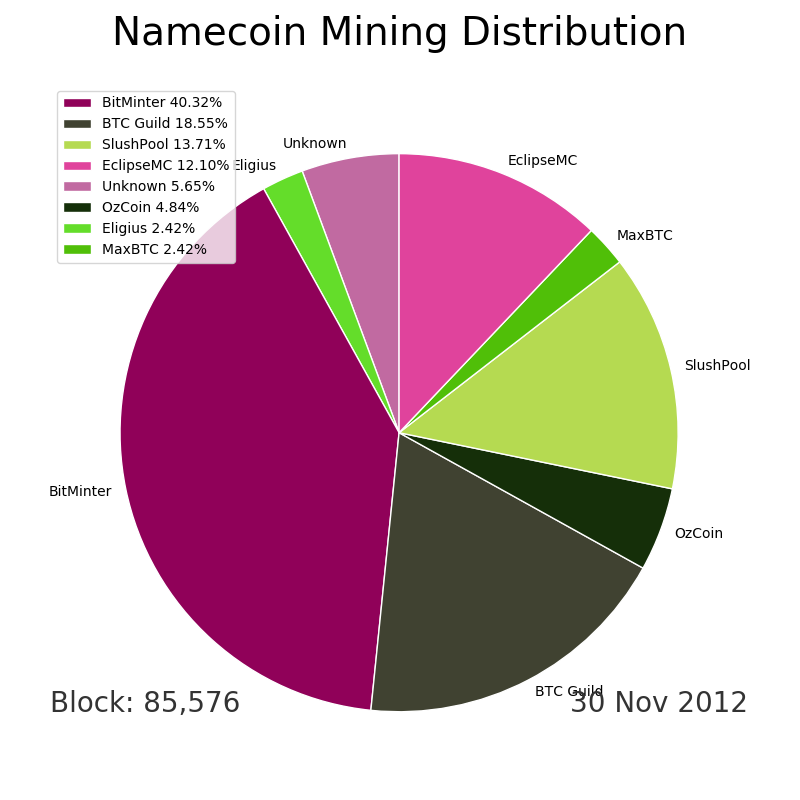 Namecoin Mining Distribution
BitMinter 40.32%
BTC Guild 18.55%
SlushPool 13.71%
EclipseMC 12.10%
Unknown 5.65%
OzCoin 4.84%
Eligius 2.42%
MaxBTC 2.42%
Unknown
Eligius
EclipseMC
MaxBTC
SlushPool
BitMinter
OzCoin
BTC Guild
Block: 85,576
30 Nov 2012